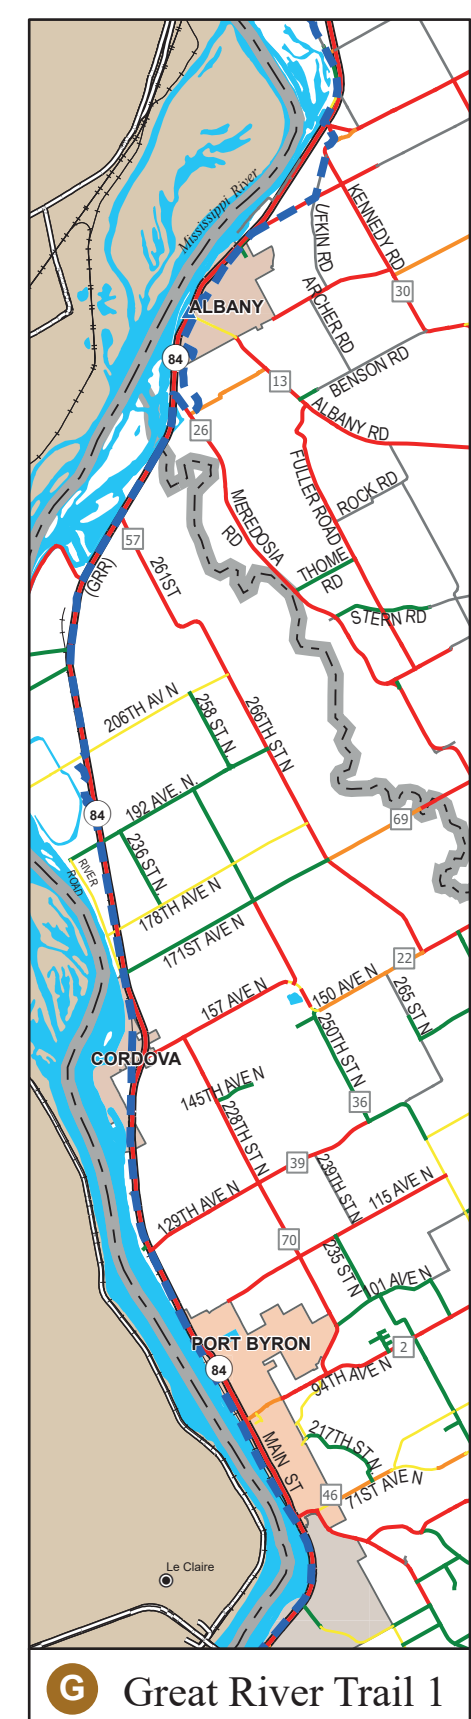 Mississippi River
UFKIN RD
KENNEDY RD
30
ALBANY
ARCHER RD
84
13
BENSON RD
ALBANY RD
26
FULLER ROAD
ROCK RD
MEREDOSIA
RD
57
261ST
(GRR)
THOME
RD
STERN RD
206TH AV N
258 ST. N.
266TH ST N
192 AVE. N.
84
69
236 ST N
RIVER
ROAD
178TH AVE N
171ST AVE N
22
150 AVE N
265 ST N
157 AVE N
250TH ST N
CORDOVA
145TH AVE N
36
228TH ST N
39
239TH ST N
115 AVE N
129TH AVE N
70
235 ST N
01 AVE N
PORT BYRON
2
84
94TH AVE N
217TH ST N.
MAIN ST
71ST AVE N
46
Le Claire
G Great River Trail 1